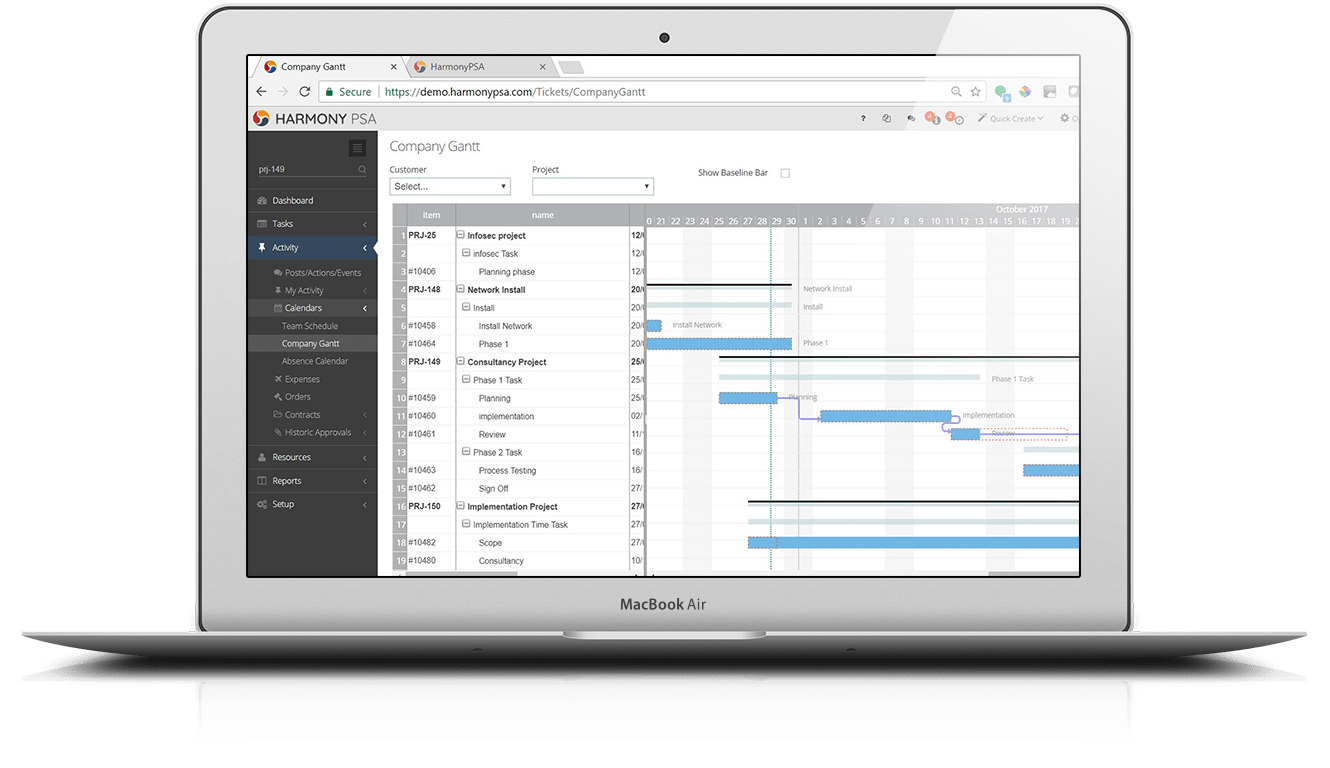 Company Gantt
HarmonyPSA
Secure
https://demo.harmonypsa.com/Tickets/CompanyGantt
HARMONY PSA
?
Quick Create
prj-149
Dashboard
Tasks
Activity
Posts/Actions/Events
My Activity
Calendars
Team Schedule
Company Gantt
Absence Calendar
Expenses
Orders
Contracts
Historic Approvals
Resources
Reports
Setup
Company Gantt
Customer
Project
Show Baseline Bar
Select...
item name
October 2017
0 21 22 23 24 25 26 27 28 29 30 1 2 3 4 5 6 7 8 9 10 11 12 13 14 15 16 17 18 19 2
1 PRJ-25 Infosec project 12/
2 infosec Task 12/
3 #10406 Planning phase 12/
4 PRJ-148 Network Install 20/ Network Install
5 Install 20/ Install
6 #10458 Install Network 20/ Install Network
7 #10464 Phase 1 20/ Phase 1
8 PRJ-149 Consultancy Project 25/
9 Phase 1 Task 25/ Phase 1 Task
10 #10459 Planning 25/ Planning
11 #10460 implementation 02/ implementation
12 #10461 Review 11/ Review
13 Phase 2 Task 16/
14 #10463 Process Testing 16/
15 #10462 Sign Off 27/
16 PRJ-150 Implementation Project 27/
17 Implementation Time Task 27/
18 #10482 Scope 27/
19 #10480 Consultancy 10/
MacBook Air